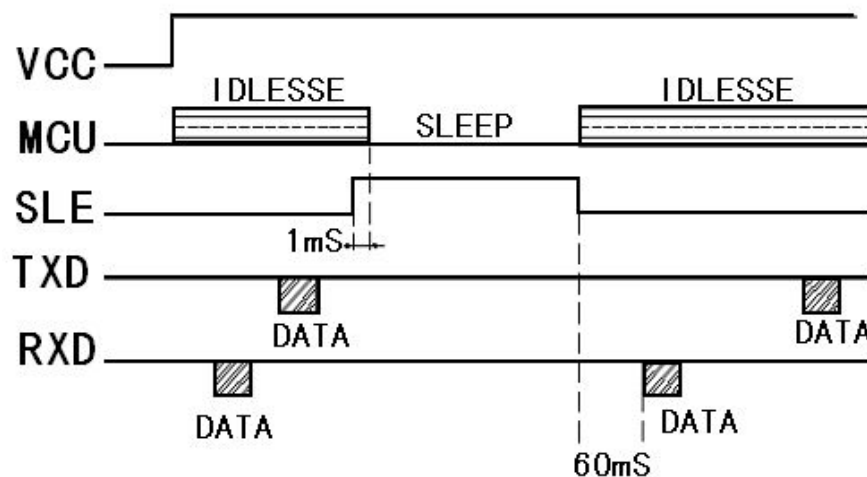 VCC
IDLESSE IDLESSE
MCU SLEEP
SLE
1mS
TXD
DATA DATA
RXD
DATA DATA
60mS